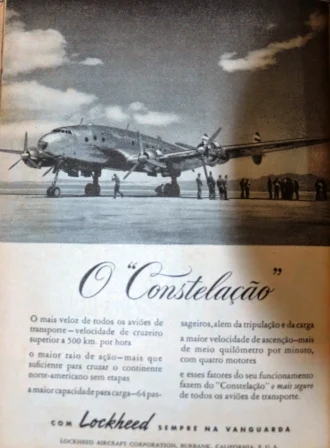 O "Constelação"
O mais veloz de todos os aviões de
transporte — velocidade de cruzeiro
superior a 500 km. por hora
o maior raio de ação — mais que
suficiente para cruzar o continente
norte-americano sem etapas
a maior capacidade para carga — 64 pas-
sageiros, alem da tripulação e da carga
a maior velocidade de ascenção — mais
de meio quilómetro por minuto,
com quatro motores
e esses fatores do seu funcionamento
fazem do "Constelação" o mais seguro
de todos os aviões de transporte.
COM Lockheed SEMPRE NA VANGUARDA
LOCKHEED AIRCRAFT CORPORATION, BURBANK, CALIFORNIA, E. U. A.